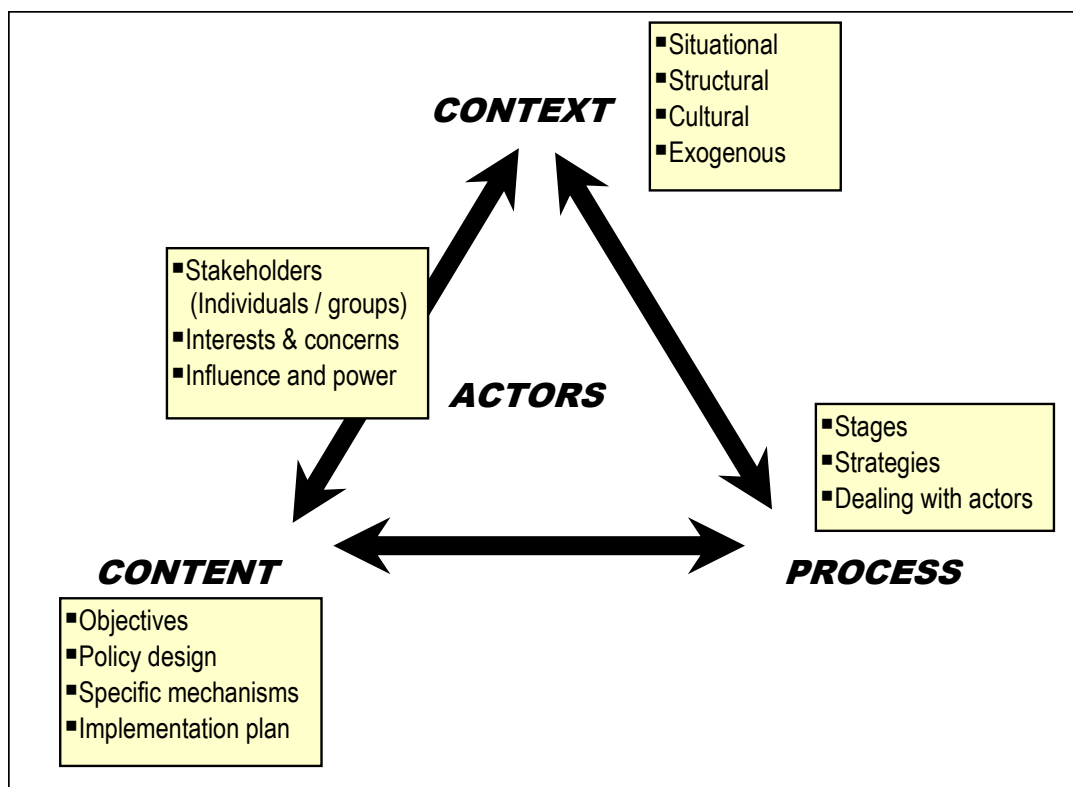 CONTEXT
▪Situational
▪Structural
▪Cultural
▪Exogenous
▪Stakeholders
(Individuals / groups)
▪Interests & concerns
▪Influence and power
ACTORS
▪Stages
▪Strategies
▪Dealing with actors
CONTENT
▪Objectives
▪Policy design
▪Specific mechanisms
▪Implementation plan
PROCESS